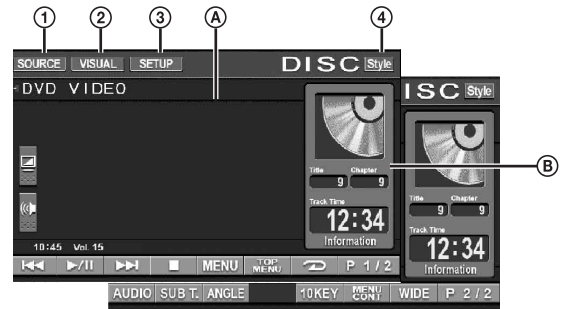 1 2 3 A 4
SOURCE VISUAL SETUP DISC Style
DVD VIDEO
ISC Style
B
Title Chapter
9 9
Track Time
12:34
Information
Title Chapter
9 9
Track Time
12:34
Information
10:45 Vol. 15
MENU TOP MENU P 1/2
AUDIO SUB T. ANGLE 10KEY MENU CONT WIDE P 2/2